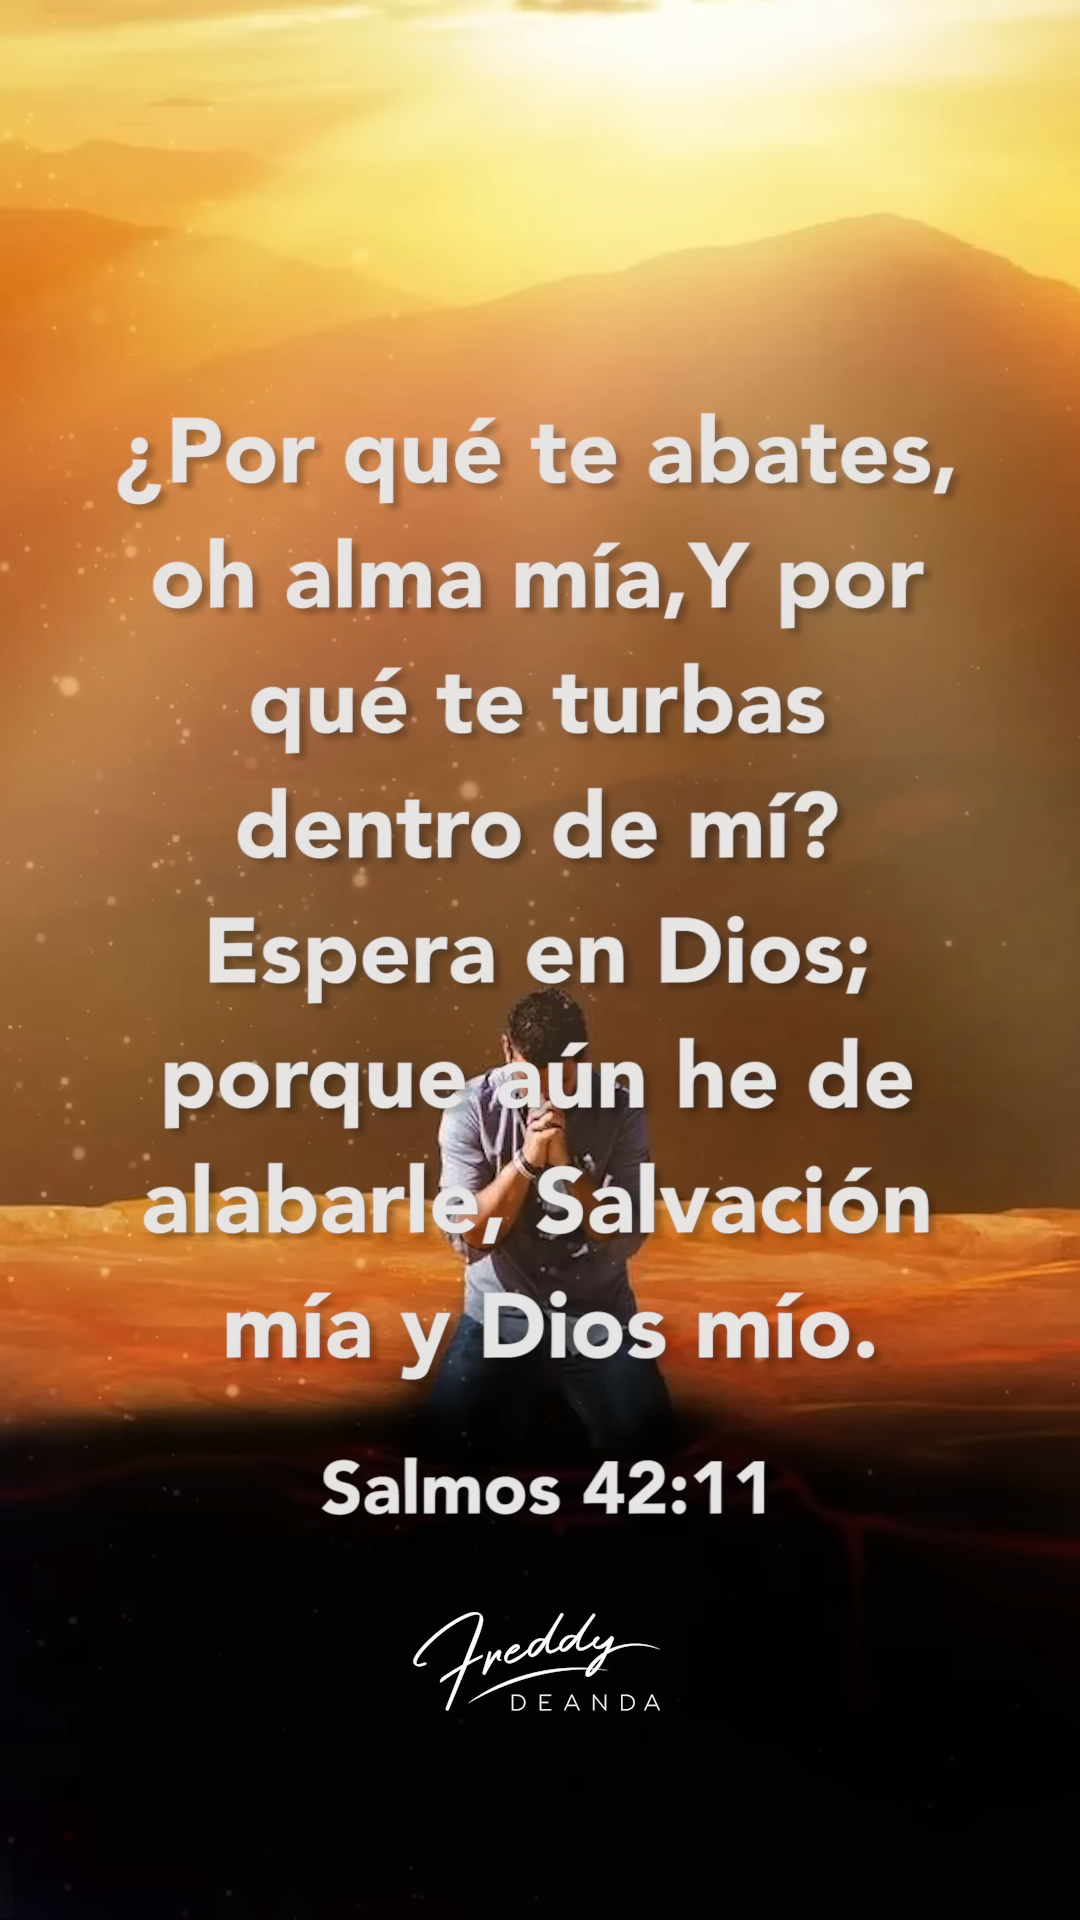 ¿Por qué te abates,
oh alma mía,Y por
qué te turbas
dentro de mí?
Espera en Dios;
porque aún he de
alabarle, Salvación
mía y Dios mío.
Salmos 42:11
Freddy
DEANDA